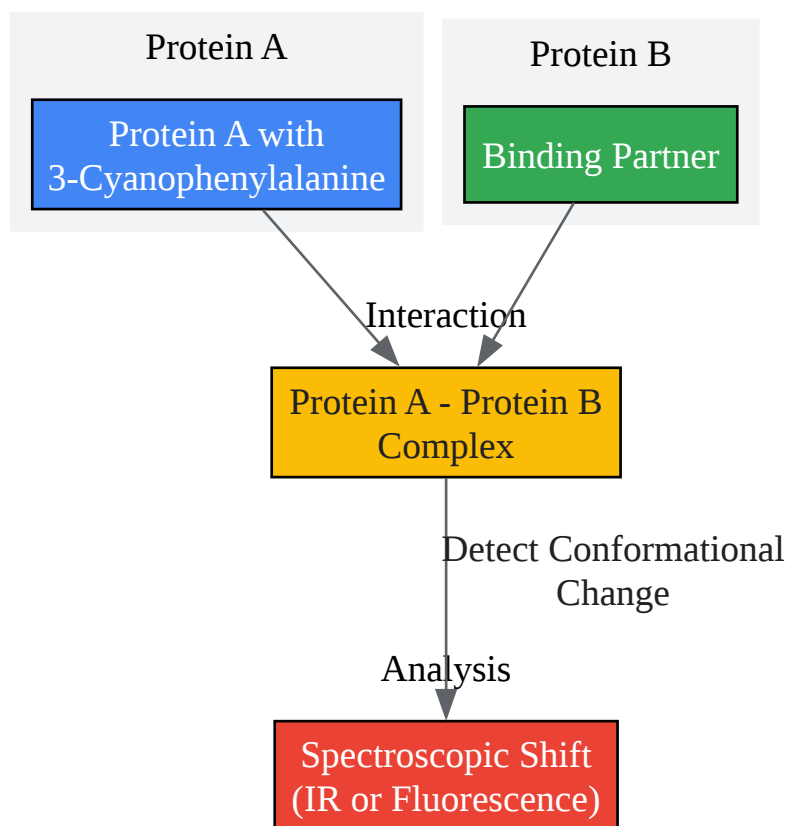 Protein A
Protein B
Protein A with
3-Cyanophenylalanine
Binding Partner
Interaction
Protein A - Protein B
Complex
Detect Conformational
Change
Analysis
Spectroscopic Shift
(IR or Fluorescence)